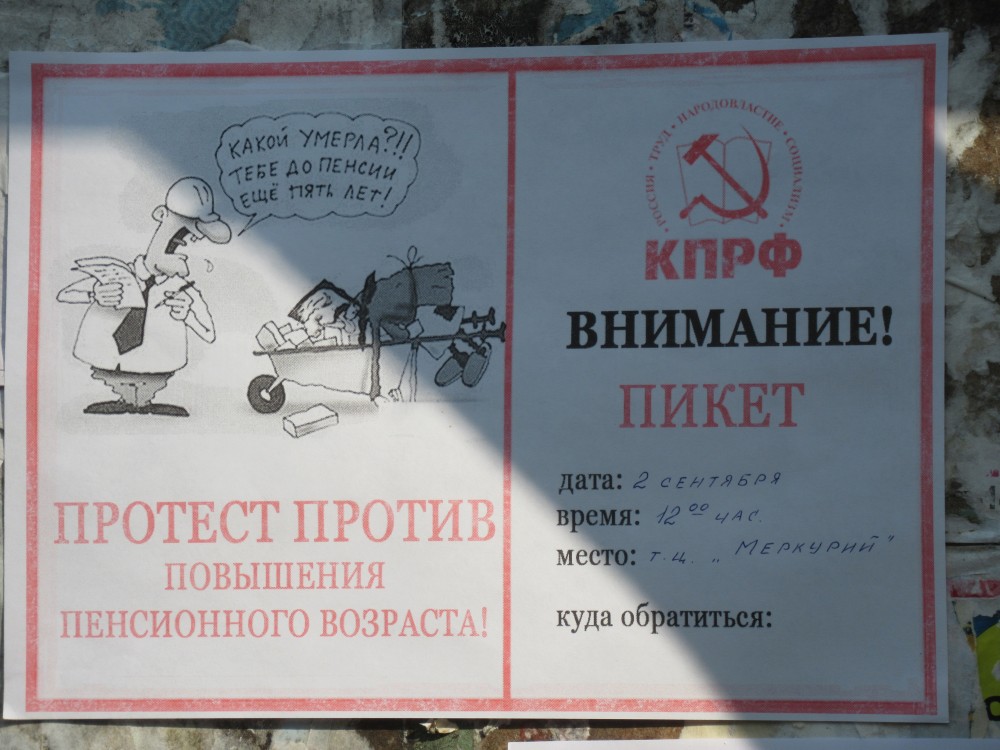 КАКОЙ УМЕРЛА?!!
ТЕБЕ ДО ПЕНСИИ
ЕЩЁ ПЯТЬ ЛЕТ!
ПРОТЕСТ ПРОТИВ
ПОВЫШЕНИЯ
ПЕНСИОННОГО ВОЗРАСТА!
РОССИЯ • ТРУД • НАРОДОВЛАСТИЕ • СОЦИАЛИЗМ •
КПРФ
ВНИМАНИЕ!
ПИКЕТ
дата: 2 СЕНТЯБРЯ
время: 12 00 ЧАС.
место: Т.Ц. „МЕРКУРИЙ"
куда обратиться: